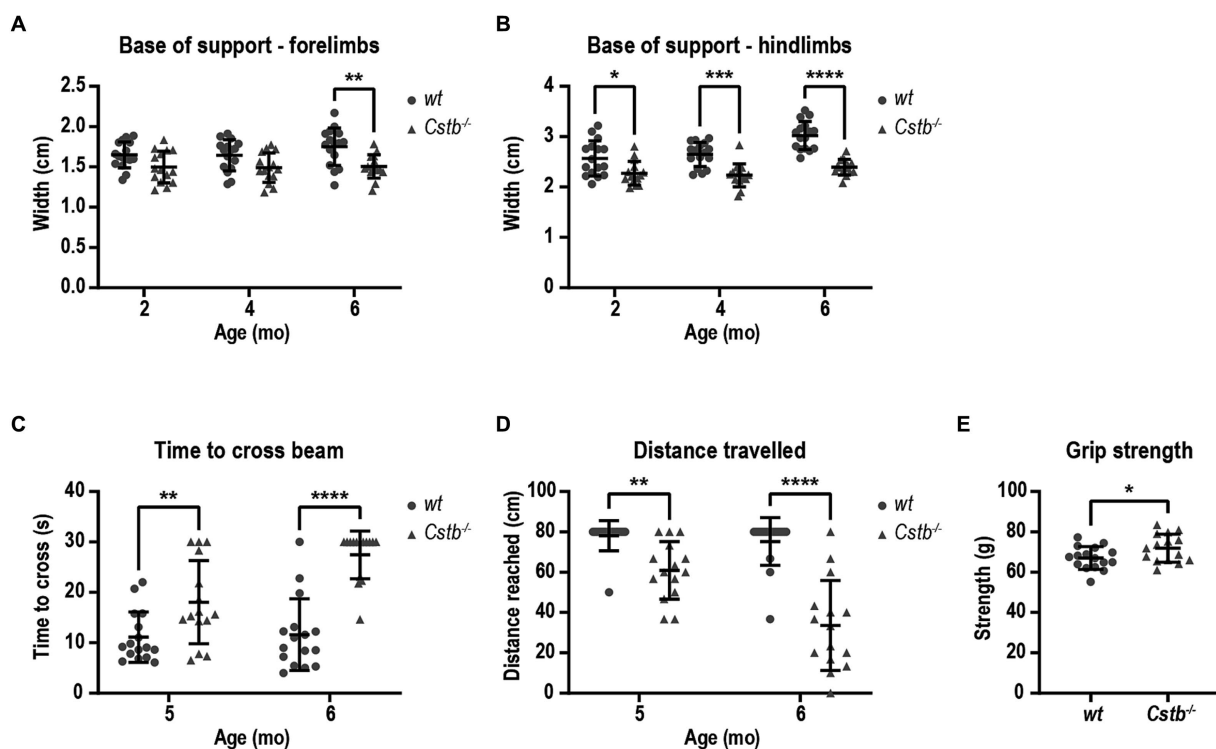 A
Base of support - forelimbs
**
2.5
2.0
1.5
1.0
0.5
0.0
Width (cm)
2 4 6
Age (mo)
wt
Cstb-/-
B
Base of support - hindlimbs
* *** ****
4
3
2
1
0
Width (cm)
2 4 6
Age (mo)
wt
Cstb-/-
C
Time to cross beam
** ****
40
30
20
10
0
Time to cross (s)
5 6
Age (mo)
wt
Cstb-/-
D
Distance travelled
** ****
100
80
60
40
20
0
Distance reached (cm)
5 6
Age (mo)
wt
Cstb-/-
E
Grip strength
*
100
80
60
40
20
0
Strength (g)
wt Cstb-/-